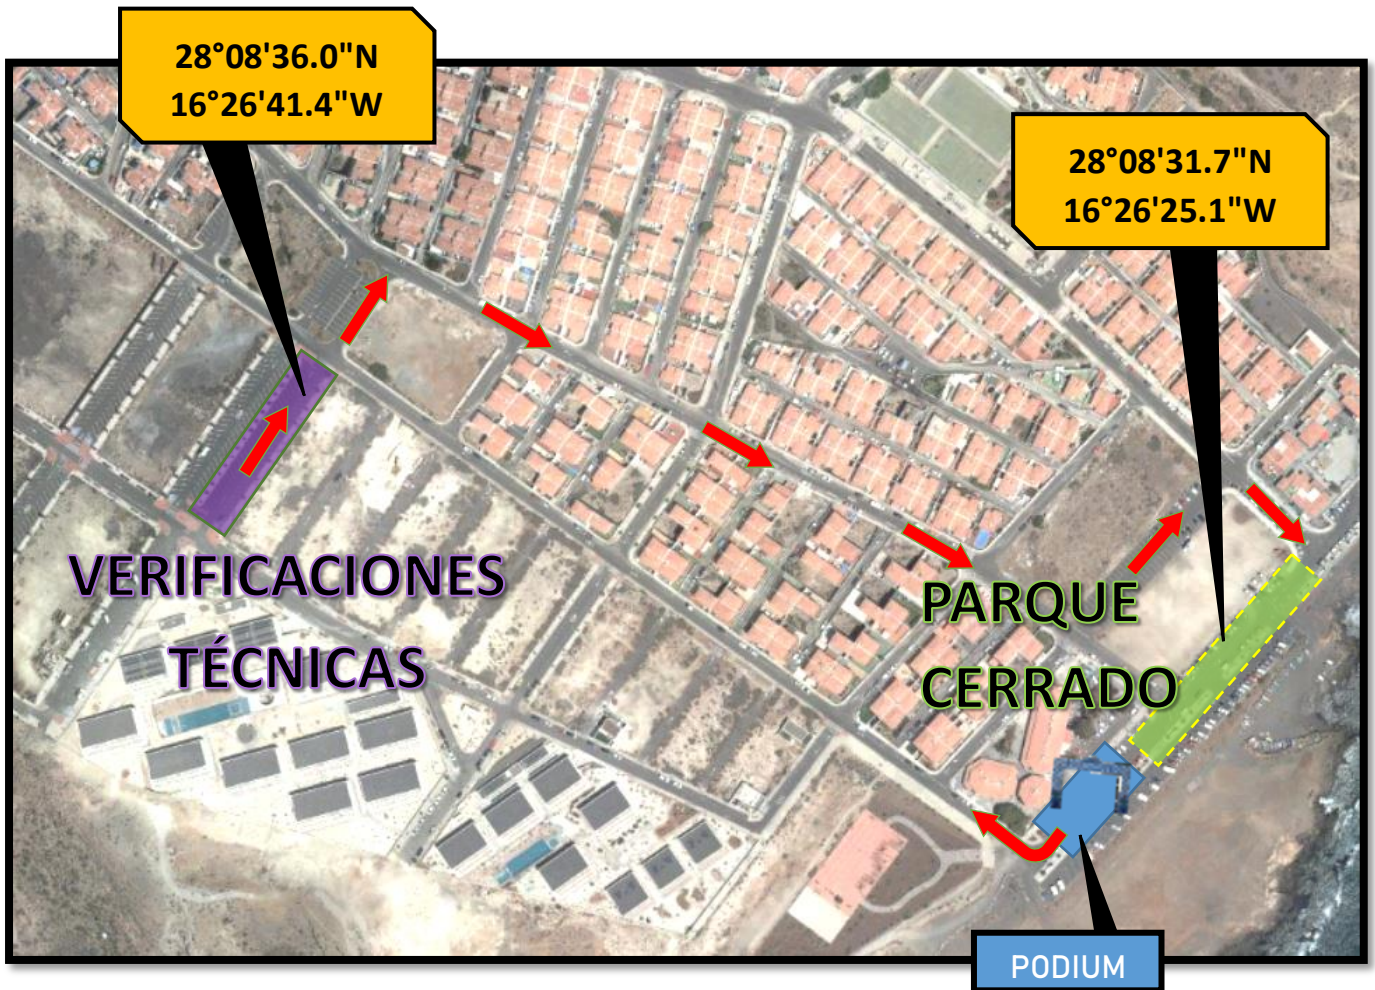 28°08'36.0"N
16°26'41.4"W
28°08'31.7"N
16°26'25.1"W
VERIFICACIONES
TÉCNICAS
PARQUE
CERRADO
PODIUM